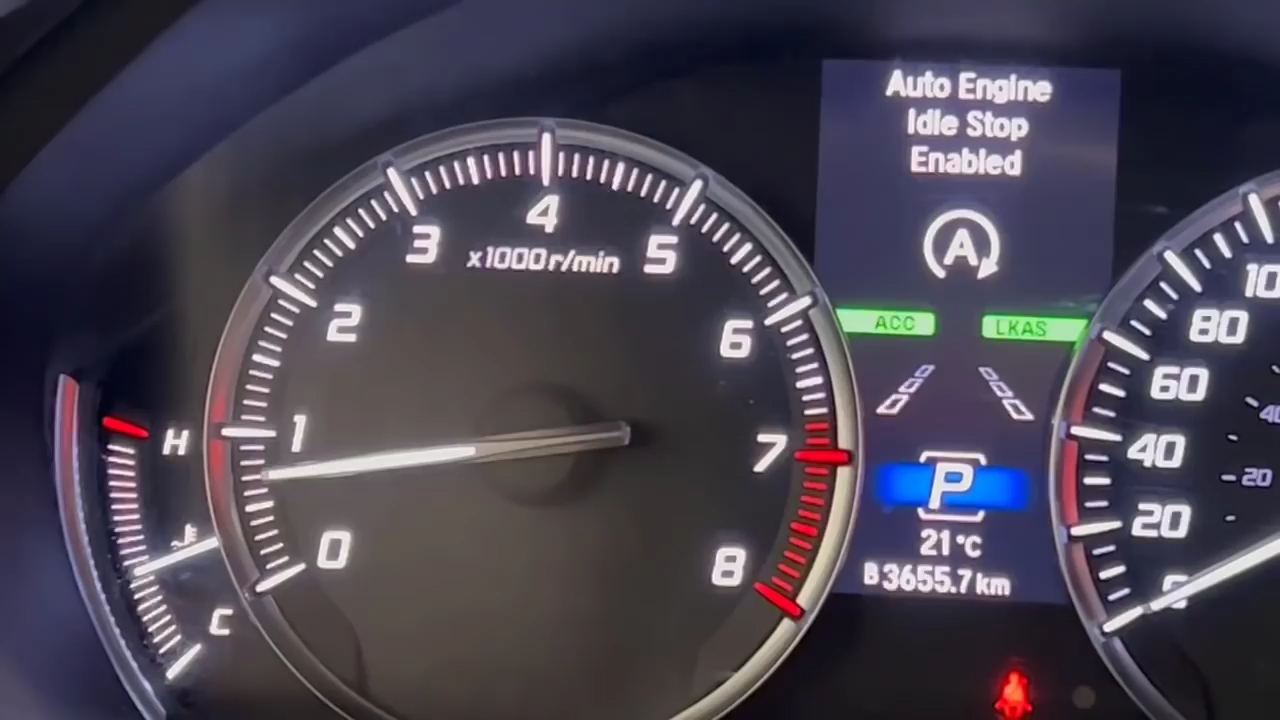 Auto Engine
Idle Stop
Enabled
A
ACC
LKAS
P
21°C
B 3655.7 km
0
1
2
3
4
5
6
7
8
x1000r/min
H
C
20
40
60
80
20